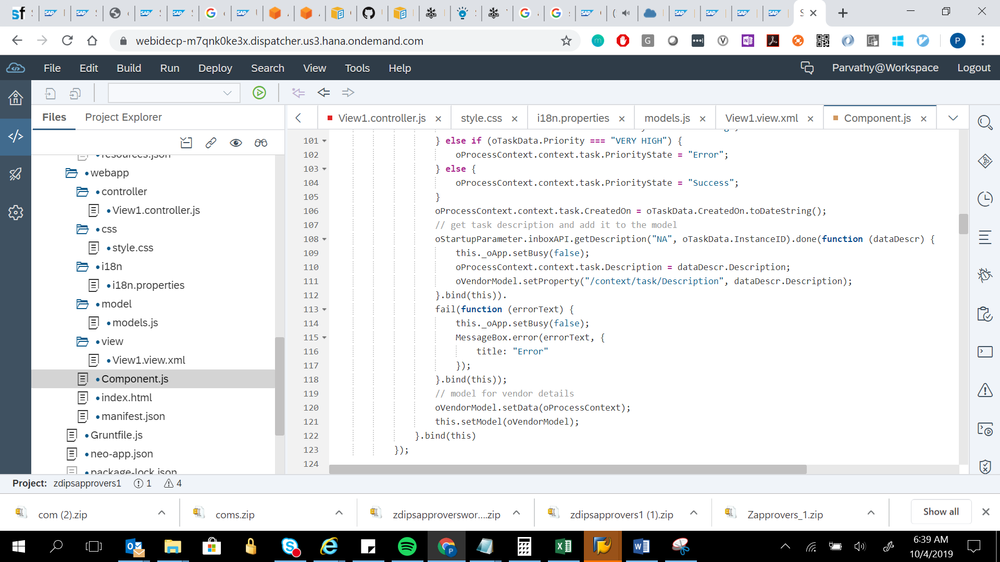 webidecp-m7qnk0ke3x.dispatcher.us3.hana.ondemand.com
File Edit Build Run Deploy Search View Tools Help Parvathy@Workspace Logout
Files Project Explorer
View1.controller.js × style.css × i18n.properties × models.js × View1.view.xml × Component.js ×
resources.json
webapp
controller
View1.controller.js
css
style.css
i18n
i18n.properties
model
models.js
view
View1.view.xml
Component.js
index.html
manifest.json
Gruntfile.js
neo-app.json
package-lock.json
101 } else if (oTaskData.Priority === "VERY HIGH") {
102 oProcessContext.context.task.PriorityState = "Error";
103 } else {
104 oProcessContext.context.task.PriorityState = "Success";
105 }
106 oProcessContext.context.task.CreatedOn = oTaskData.CreatedOn.toDateString();
107 // get task description and add it to the model
108 oStartupParameter.inboxAPI.getDescription("NA", oTaskData.InstanceID).done(function (dataDescr) {
109 this._oApp.setBusy(false);
110 oProcessContext.context.task.Description = dataDescr.Description;
111 oVendorModel.setProperty("/context/task/Description", dataDescr.Description);
112 }.bind(this)).
113 fail(function (errorText) {
114 this._oApp.setBusy(false);
115 MessageBox.error(errorText, {
116 title: "Error"
117 });
118 }.bind(this));
119 // model for vendor details
120 oVendorModel.setData(oProcessContext);
121 this.setModel(oVendorModel);
122 }.bind(this)
123 });
124
Project: zdipsapprovers1 1 4
com (2).zip coms.zip zdipsapproverswor....zip zdipsapprovers1 (1).zip Zapprovers_1.zip Show all
6:39 AM
10/4/2019